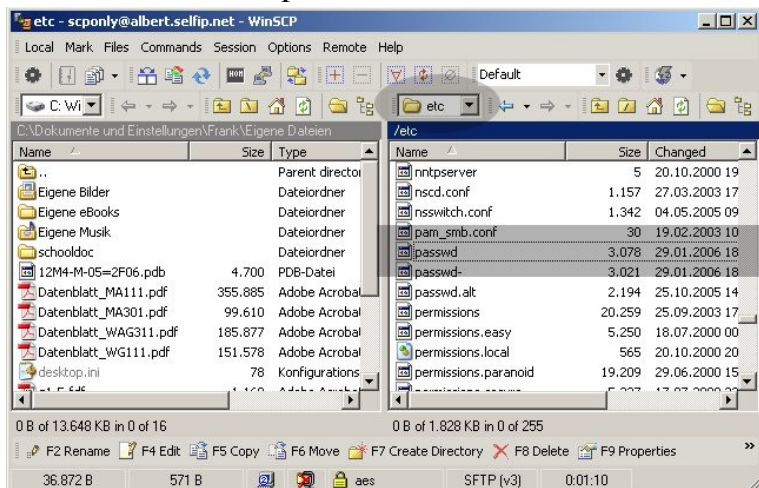 etc - scponly@albert.selfip.net - WinSCP
Local Mark Files Commands Session Options Remote Help
Default
C: Wi
etc
C:\Dokumente und Einstellungen\Frank\Eigene Dateien
/etc
Name Size Type
.. Parent directo
Eigene Bilder Dateiordner
Eigene eBooks Dateiordner
Eigene Musik Dateiordner
schooldoc Dateiordner
12M4-M-05=2F06.pdb 4.700 PDB-Datei
Datenblatt_MA111.pdf 355.885 Adobe Acrobat
Datenblatt_MA301.pdf 99.610 Adobe Acrobat
Datenblatt_WAG311.pdf 185.877 Adobe Acrobat
Datenblatt_WG111.pdf 151.578 Adobe Acrobat
desktop.ini 78 Konfigurations
Name Size Changed
nntpserver 5 20.10.2000 19
nscd.conf 1.157 27.03.2003 17
nsswitch.conf 1.342 04.05.2005 09
pam_smb.conf 30 19.02.2003 10
passwd 3.078 29.01.2006 18
passwd- 3.021 29.01.2006 18
passwd.alt 2.194 25.10.2005 14
permissions 20.259 25.09.2003 17
permissions.easy 5.250 18.07.2000 00
permissions.local 565 20.10.2000 20
permissions.paranoid 19.209 29.06.2000 15
0 B of 13.648 KB in 0 of 16
0 B of 1.828 KB in 0 of 255
F2 Rename F4 Edit F5 Copy F6 Move F7 Create Directory F8 Delete F9 Properties »
36.872 B 571 B aes SFTP (v3) 0:01:10